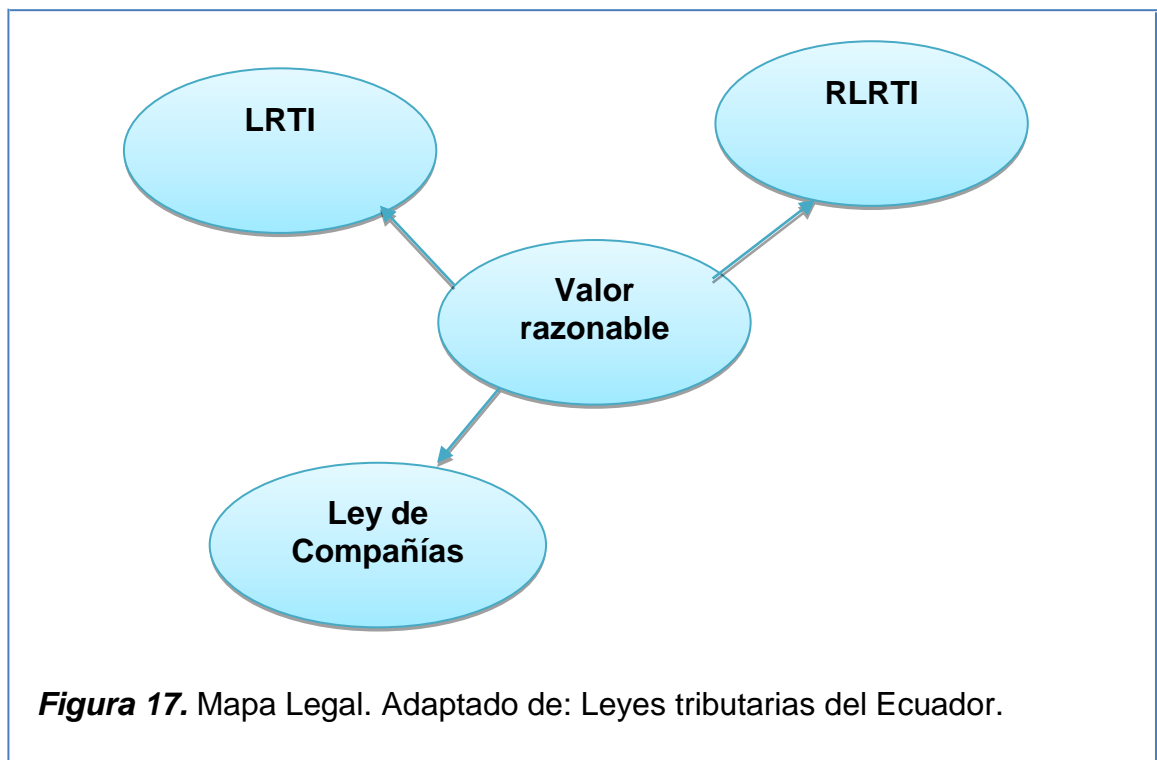 LRTI
RLRTI
Valor
razonable
Ley de
Compañías
Figura 17. Mapa Legal. Adaptado de: Leyes tributarias del Ecuador.